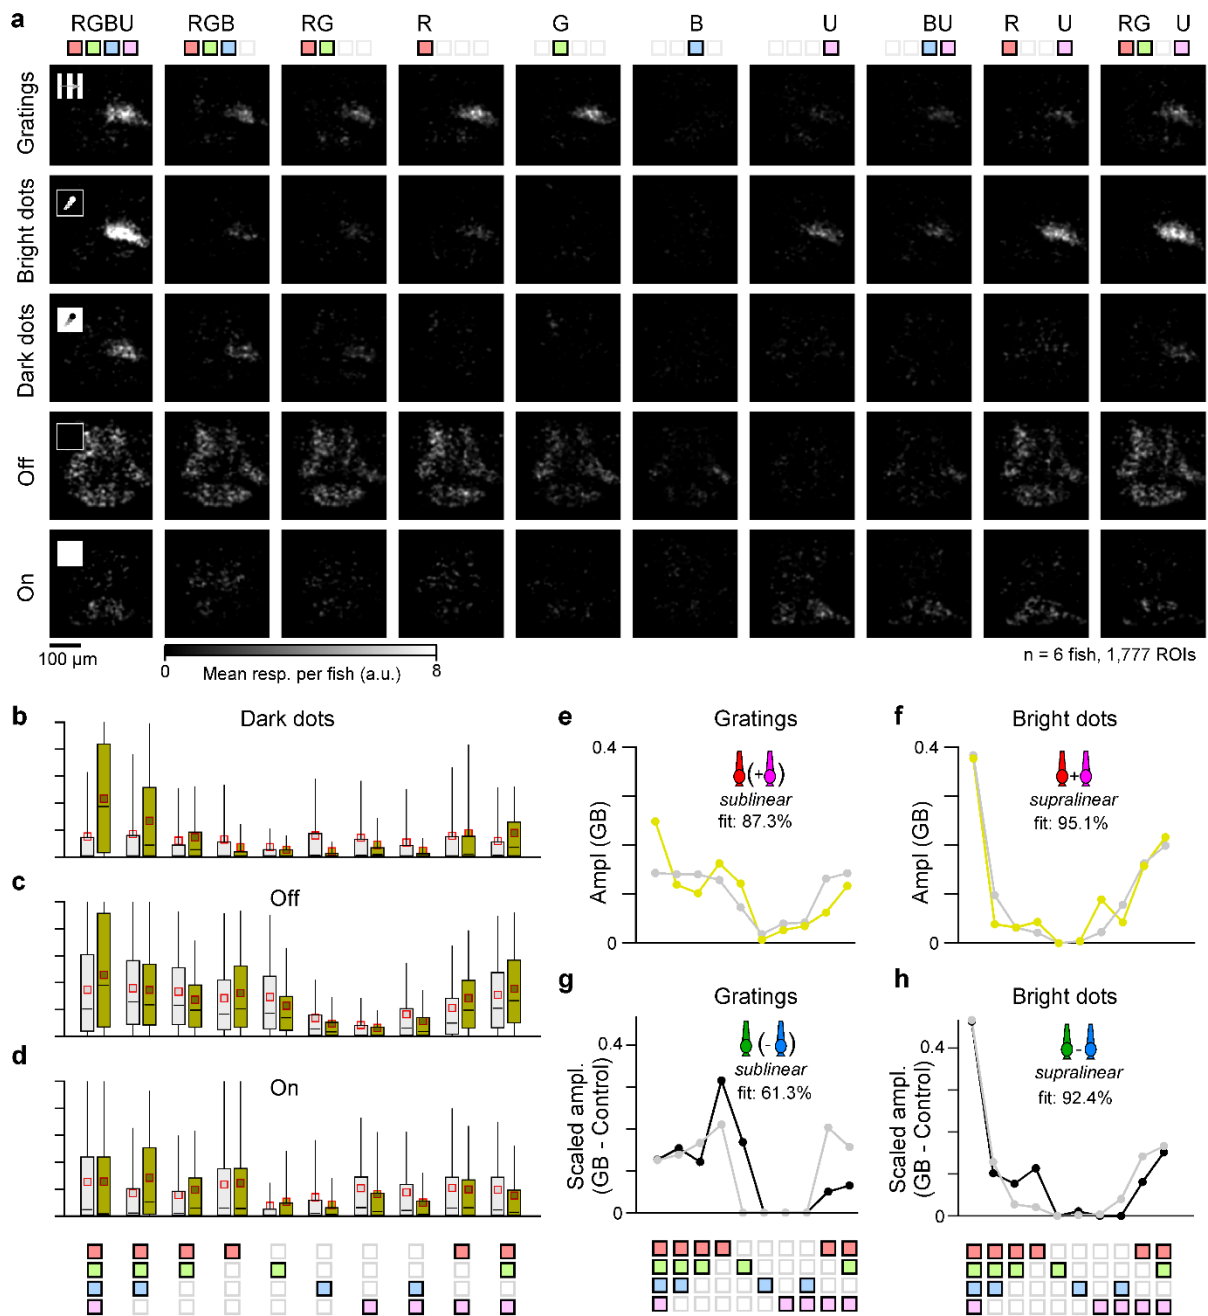 a
RGBU RGB RG R G B U BU R U RG U
Gratings
Bright dots
Dark dots
Off
On
100 µm
0 8
Mean resp. per fish (a.u.)
n = 6 fish, 1,777 ROIs
b Dark dots
c Off
d On
e Gratings
0.4
(+ )
sublinear
fit: 87.3%
Ampl (GB)
0
f Bright dots
0.4
+
supralinear
fit: 95.1%
Ampl (GB)
0
g Gratings
0.4
(- )
sublinear
fit: 61.3%
Scaled ampl.
(GB - Control)
0
h Bright dots
0.4
-
supralinear
fit: 92.4%
Scaled ampl.
(GB - Control)
0